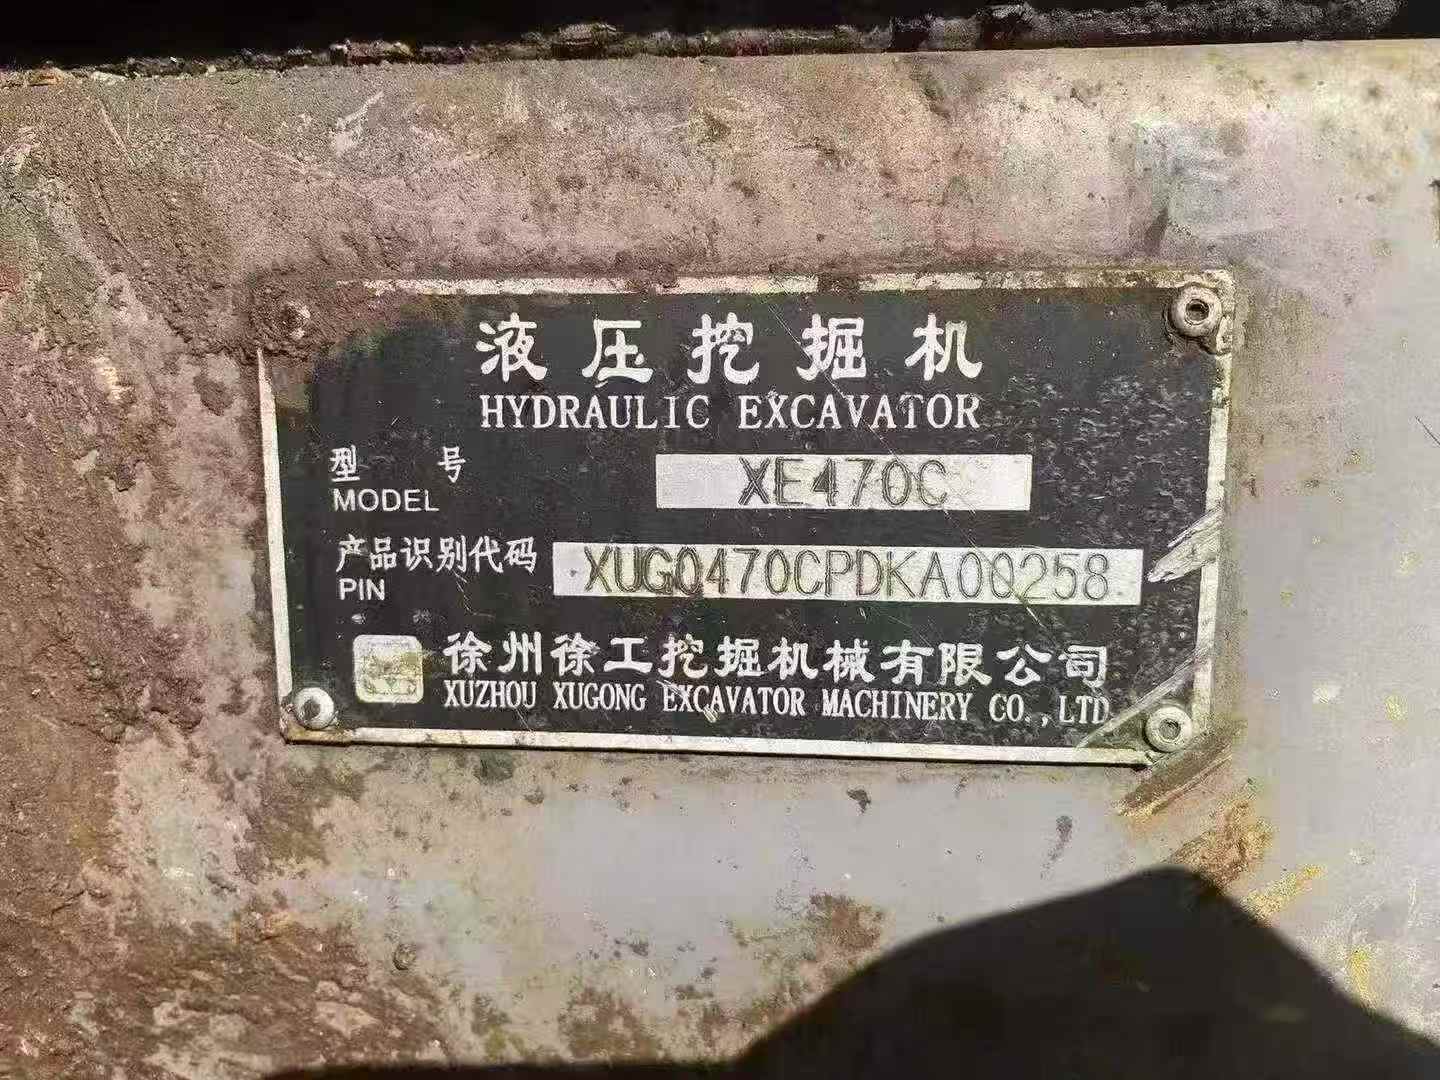 液压挖掘机
HYDRAULIC EXCAVATOR
型 号 XE470C
MODEL
产品识别代码 XUG0470CPDKA00258
PIN
徐州徐工挖掘机械有限公司
XUZHOU XUGONG EXCAVATOR MACHINERY CO.,LTD